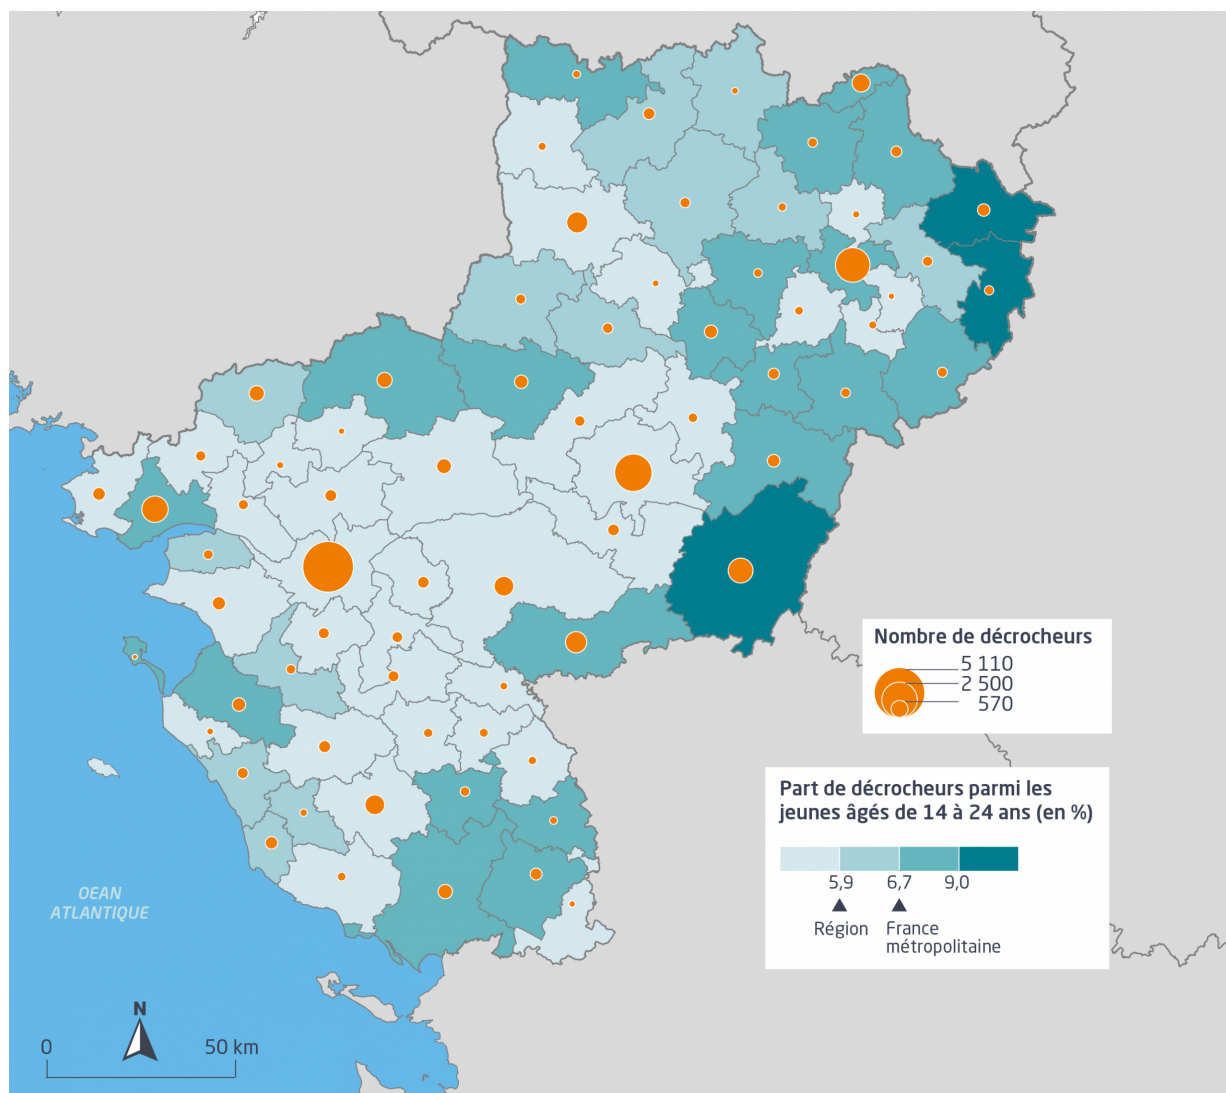 Nombre de décrocheurs
5 110
2 500
570
Part de décrocheurs parmi les
jeunes âgés de 14 à 24 ans (en %)
5,9 6,7 9,0
Région France
métropolitaine
OEAN
ATLANTIQUE
N
0 50 km